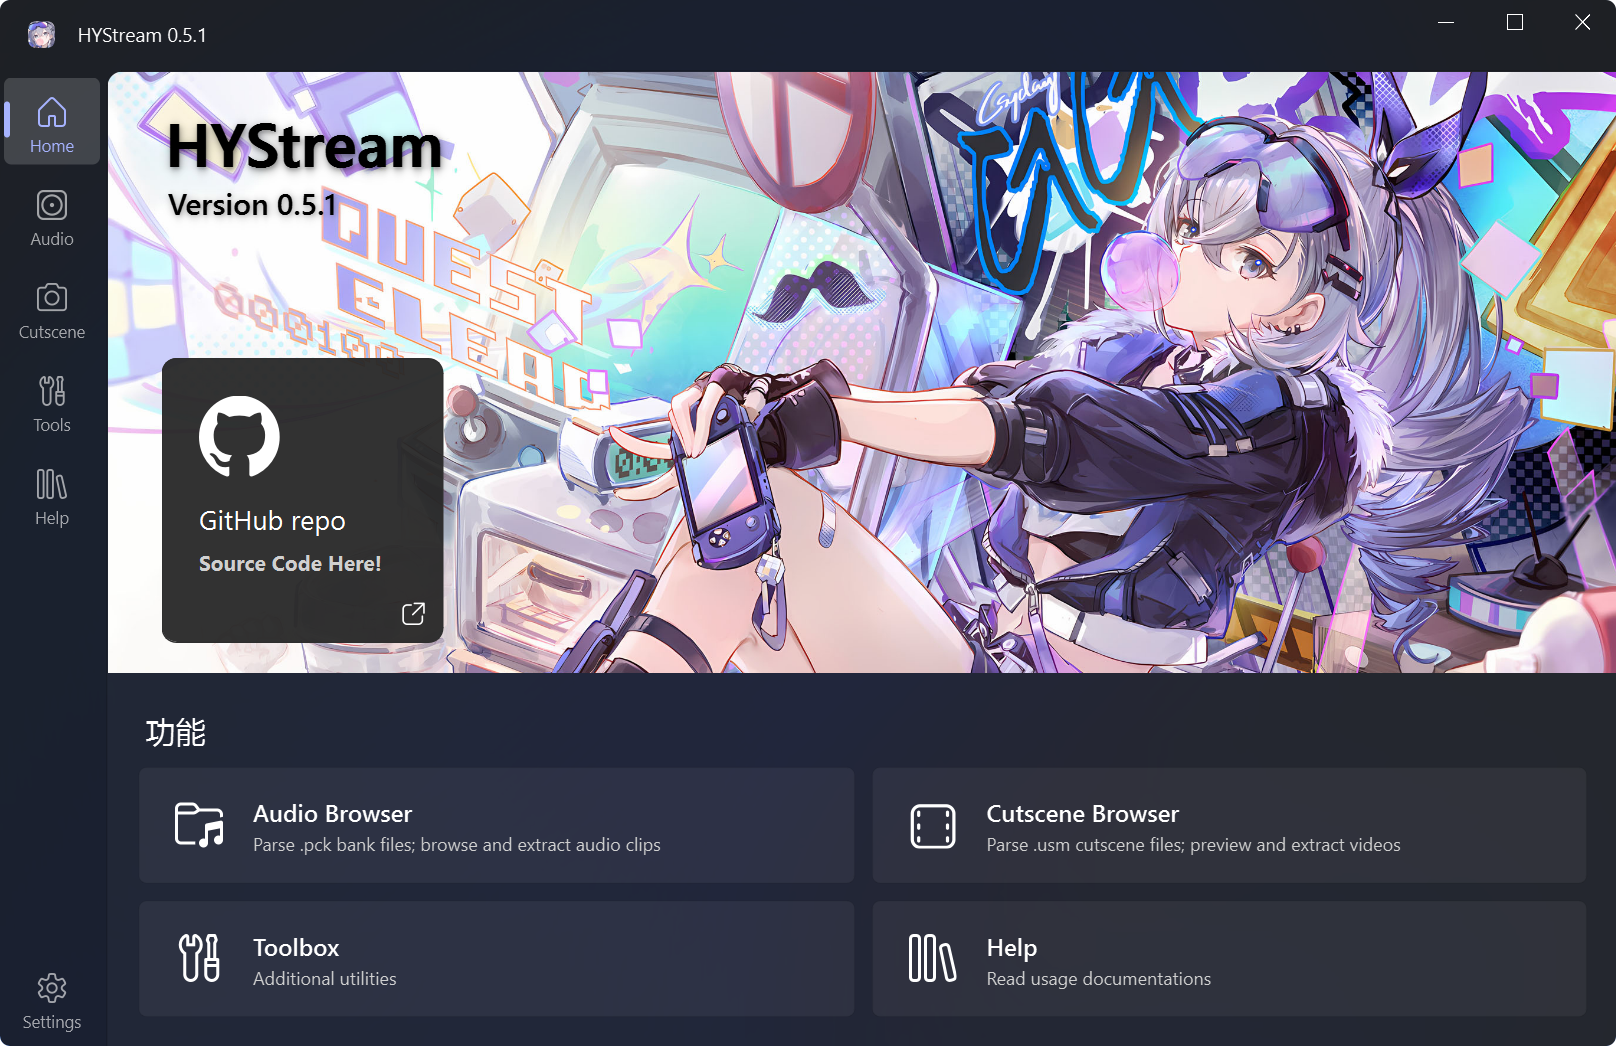 HYStream 0.5.1
Home
Audio
Cutscene
Tools
Help
Settings
HYStream
Version 0.5.1
QUEST
CLEAR
GitHub repo
Source Code Here!
功能
Audio Browser
Parse .pck bank files; browse and extract audio clips
Cutscene Browser
Parse .usm cutscene files; preview and extract videos
Toolbox
Additional utilities
Help
Read usage documentations